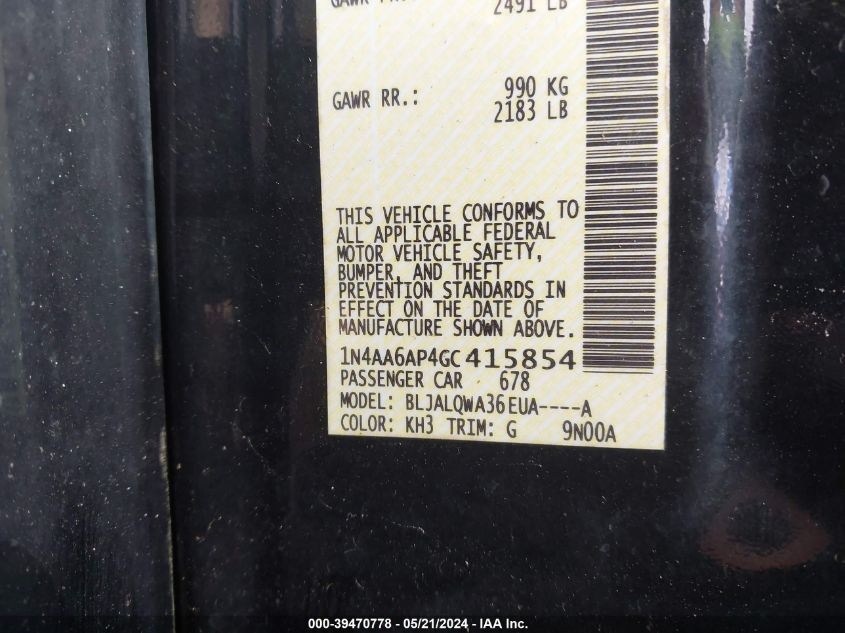 2491 LB
GAWR RR.: 990 KG
2183 LB
THIS VEHICLE CONFORMS TO
ALL APPLICABLE FEDERAL
MOTOR VEHICLE SAFETY,
BUMPER, AND THEFT
PREVENTION STANDARDS IN
EFFECT ON THE DATE OF
MANUFACTURE SHOWN ABOVE.
1N4AA6AP4GC415854
PASSENGER CAR 678
MODEL: BLJALQWA36EUA----A
COLOR: KH3 TRIM: G 9N00A
000-39470778 - 05/21/2024 - IAA Inc.